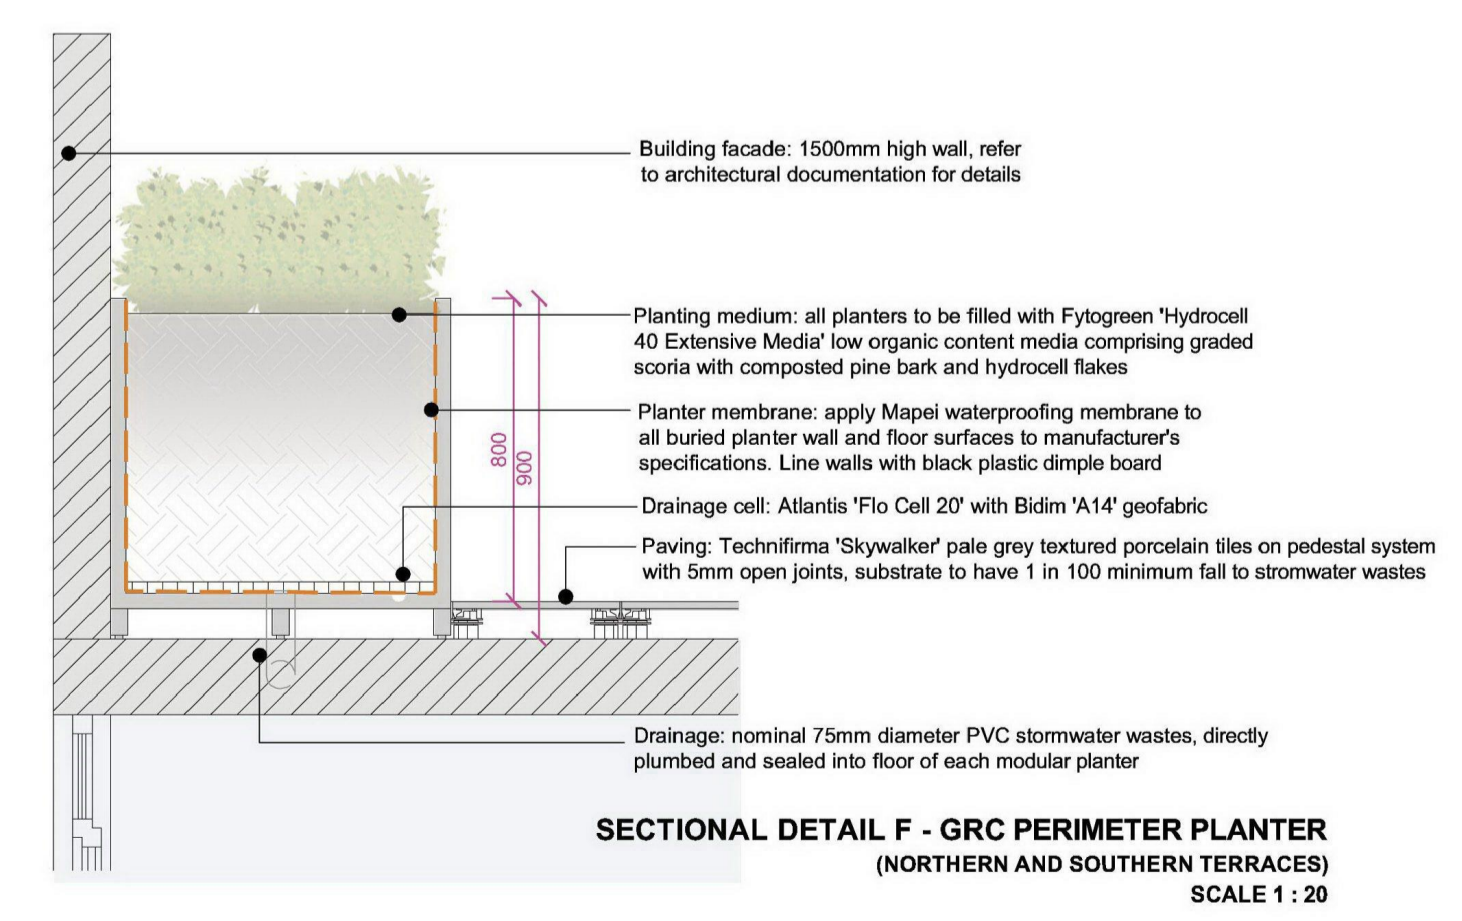 Building facade: 1500mm high wall, refer
to architectural documentation for details
Planting medium: all planters to be filled with Fytogreen 'Hydrocell
40 Extensive Media' low organic content media comprising graded
scoria with composted pine bark and hydrocell flakes
Planter membrane: apply Mapei waterproofing membrane to
all buried planter wall and floor surfaces to manufacturer's
specifications. Line walls with black plastic dimple board
800
900
Drainage cell: Atlantis 'Flo Cell 20' with Bidim 'A14' geofabric
Paving: Technifirma 'Skywalker' pale grey textured porcelain tiles on pedestal system
with 5mm open joints, substrate to have 1 in 100 minimum fall to stromwater wastes
Drainage: nominal 75mm diameter PVC stormwater wastes, directly
plumbed and sealed into floor of each modular planter
SECTIONAL DETAIL F - GRC PERIMETER PLANTER
(NORTHERN AND SOUTHERN TERRACES)
SCALE 1 : 20